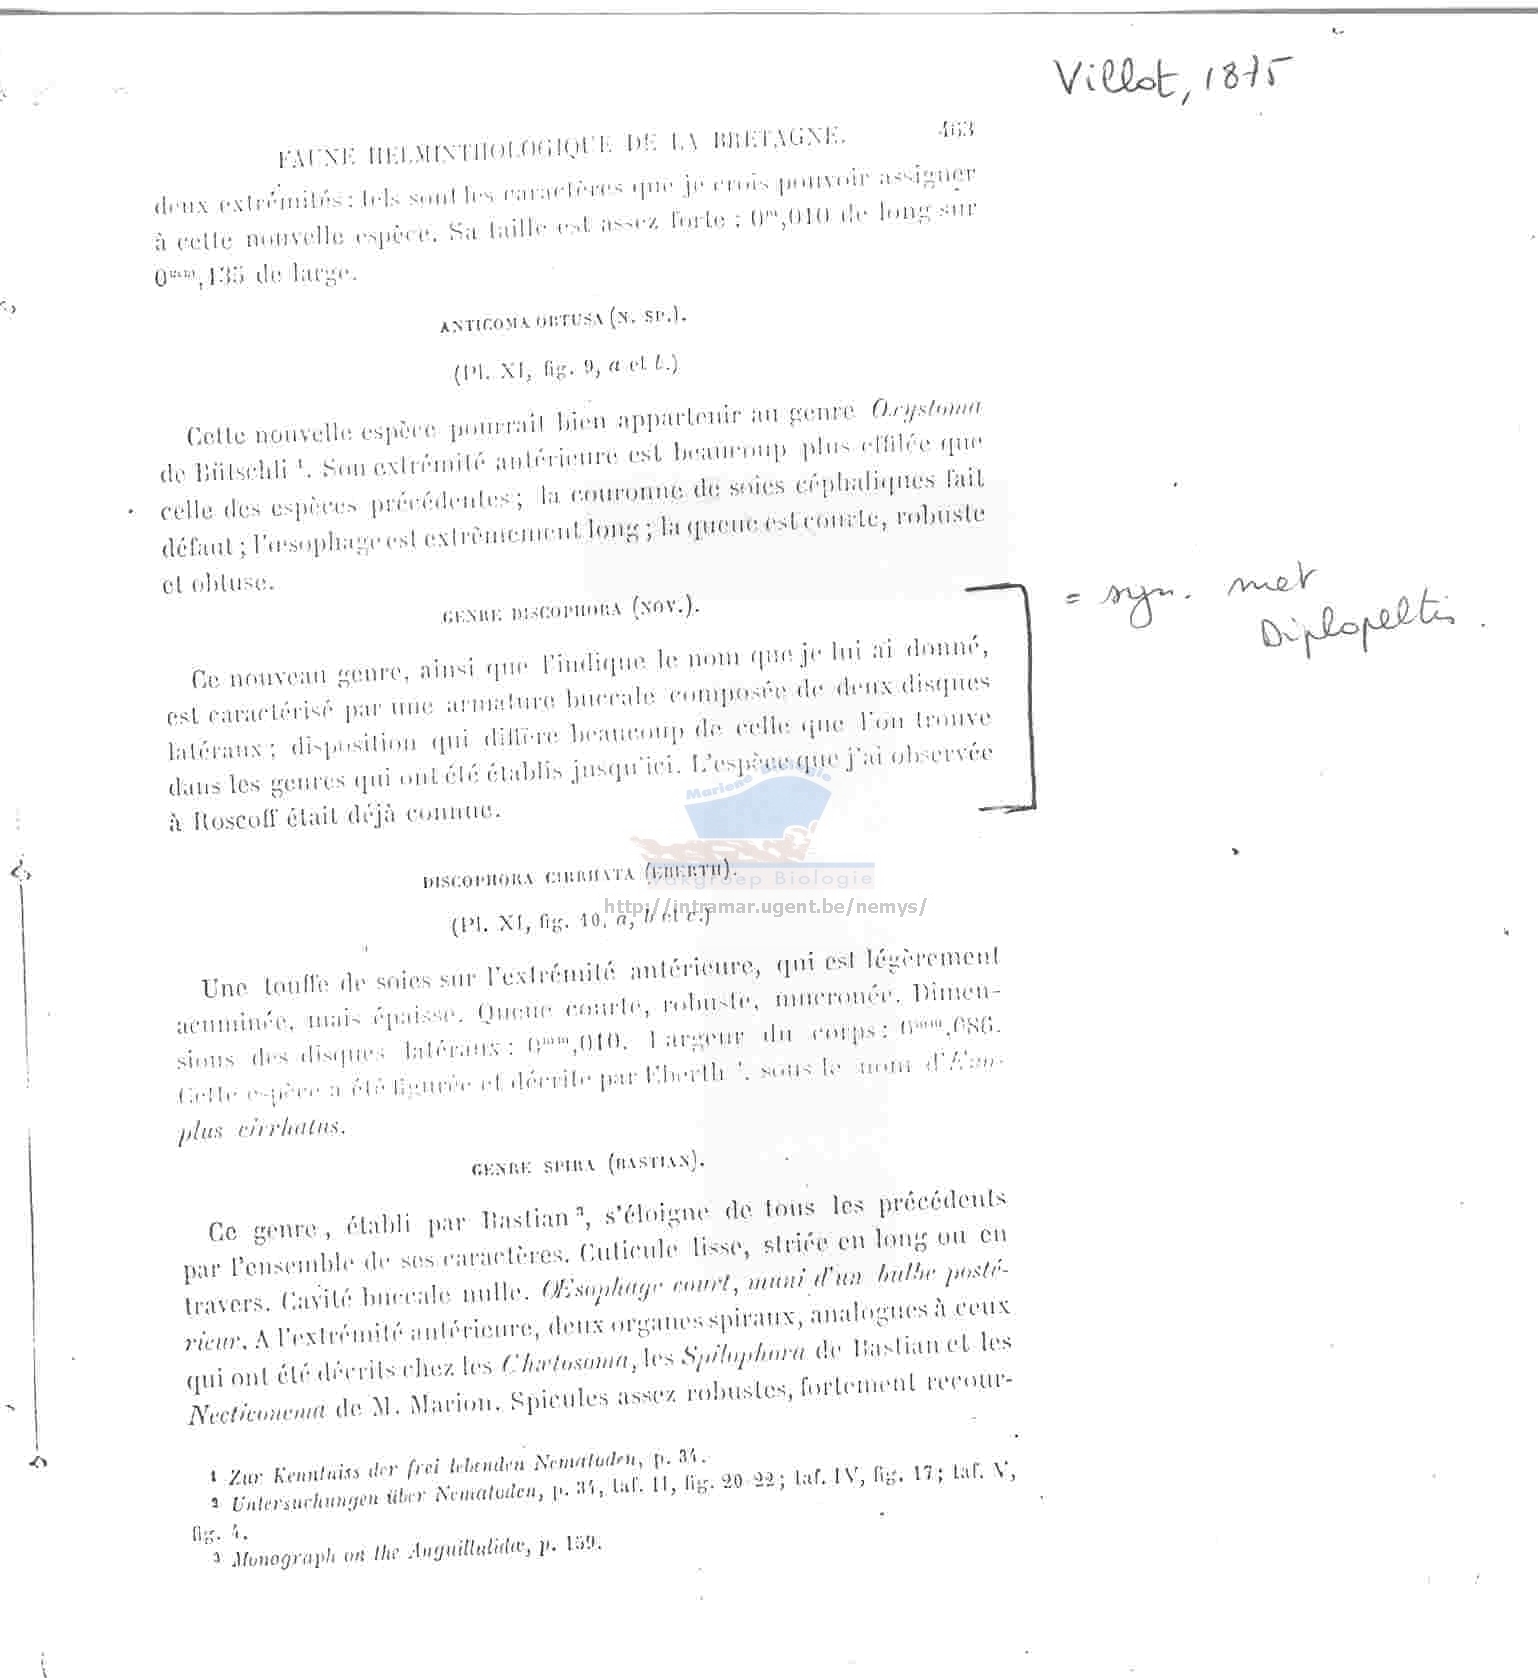 Villot, 1875
FAUNE HELMINTHOLOGIQUE DE LA BRETAGNE. 463
deux extrémités : tels sont les caractères que je crois pouvoir assigner
à cette nouvelle espèce. Sa taille est assez forte : 0ᵐ,010 de long sur
0ᵐᵐ,135 de large.
ANTICOMA OBTUSA (N. SP.).
(Pl. XI, fig. 9, a et b.)
Cette nouvelle espèce pourrait bien appartenir au genre Oxystoma
de Bütschli ¹. Son extrémité antérieure est beaucoup plus effilée que
celle des espèces précédentes ; la couronne de soies céphaliques fait
défaut ; l'œsophage est extrêmement long ; la queue est courte, robuste
et obtuse.
GENRE DISCOPHORA (NOV.).
= syn. met
Diplopeltis.
Ce nouveau genre, ainsi que l'indique le nom que je lui ai donné,
est caractérisé par une armature buccale composée de deux disques
latéraux ; disposition qui diffère beaucoup de celle que l'on trouve
dans les genres qui ont été établis jusqu'ici. L'espèce que j'ai observée
à Roscoff était déjà connue.
Mariene Biologie
Vakgroep Biologie
http://intramar.ugent.be/nemys/
DISCOPHORA CIRRHATA (EBERTH).
(Pl. XI, fig. 10, a, b et c.)
Une touffe de soies sur l'extrémité antérieure, qui est légèrement
acuminée, mais épaisse. Queue courte, robuste, mucronée. Dimen-
sions des disques latéraux : 0ᵐᵐ,010. Largeur du corps : 0ᵐᵐ,086.
Cette espèce a été figurée et décrite par Eberth ², sous le nom d'Eno-
plus cirrhatus.
GENRE SPIRA (BASTIAN).
Ce genre, établi par Bastian ³, s'éloigne de tous les précédents
par l'ensemble de ses caractères. Cuticule lisse, striée en long ou en
travers. Cavité buccale nulle. Œsophage court, muni d'un bulbe posté-
rieur. A l'extrémité antérieure, deux organes spiraux, analogues à ceux
qui ont été décrits chez les Chætosoma, les Spilophora de Bastian et les
Necticonema de M. Marion. Spicules assez robustes, fortement recour-
¹ Zur Kenntniss der frei lebenden Nematoden, p. 34.
² Untersuchungen über Nematoden, p. 34, taf. II, fig. 20-22 ; taf. IV, fig. 17 ; taf. V,
fig. 4.
³ Monograph on the Anguillulidæ, p. 159.